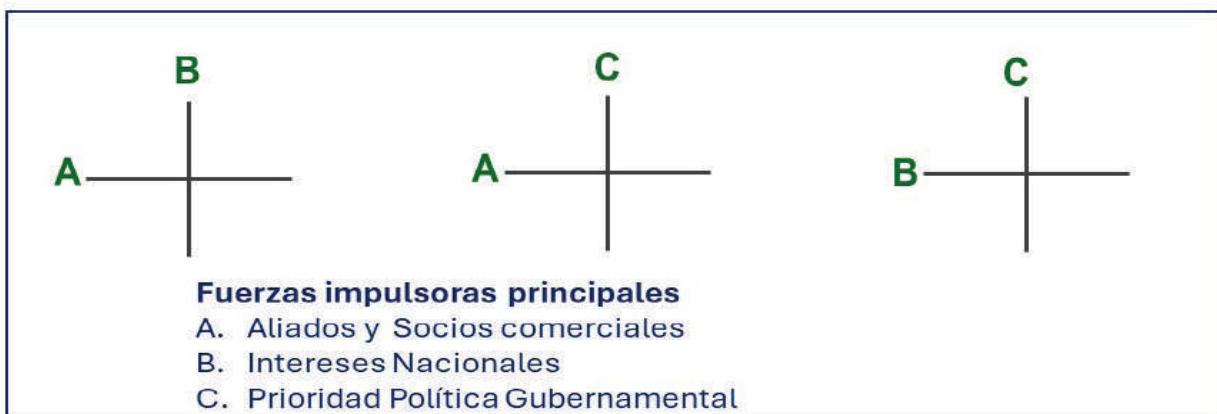 B
A
C
A
C
B
Fuerzas impulsoras principales
A. Aliados y Socios comerciales
B. Intereses Nacionales
C. Prioridad Política Gubernamental